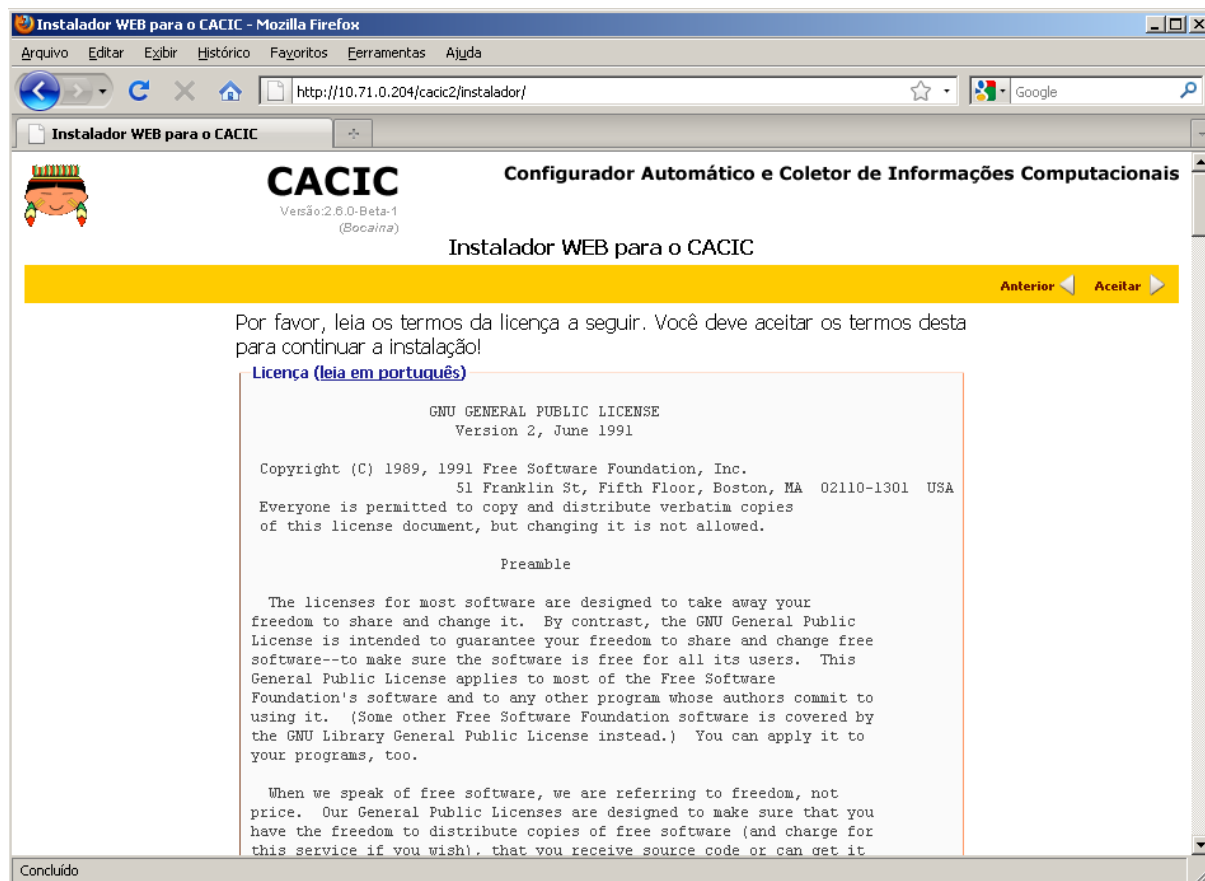 Instalador WEB para o CACIC - Mozilla Firefox
Arquivo Editar Exibir Histórico Favoritos Ferramentas Ajuda
http://10.71.0.204/cacic2/instalador/ Google
Instalador WEB para o CACIC
CACIC Configurador Automático e Coletor de Informações Computacionais
Versão:2.6.0-Beta-1
(Bocaina)
Instalador WEB para o CACIC
Anterior Aceitar
Por favor, leia os termos da licença a seguir. Você deve aceitar os termos desta
para continuar a instalação!
Licença (leia em português)
GNU GENERAL PUBLIC LICENSE
Version 2, June 1991
Copyright (C) 1989, 1991 Free Software Foundation, Inc.
51 Franklin St, Fifth Floor, Boston, MA 02110-1301 USA
Everyone is permitted to copy and distribute verbatim copies
of this license document, but changing it is not allowed.
Preamble
The licenses for most software are designed to take away your
freedom to share and change it. By contrast, the GNU General Public
License is intended to guarantee your freedom to share and change free
software--to make sure the software is free for all its users. This
General Public License applies to most of the Free Software
Foundation's software and to any other program whose authors commit to
using it. (Some other Free Software Foundation software is covered by
the GNU Library General Public License instead.) You can apply it to
your programs, too.
When we speak of free software, we are referring to freedom, not
price. Our General Public Licenses are designed to make sure that you
have the freedom to distribute copies of free software (and charge for
this service if you wish), that you receive source code or can get it
Concluído